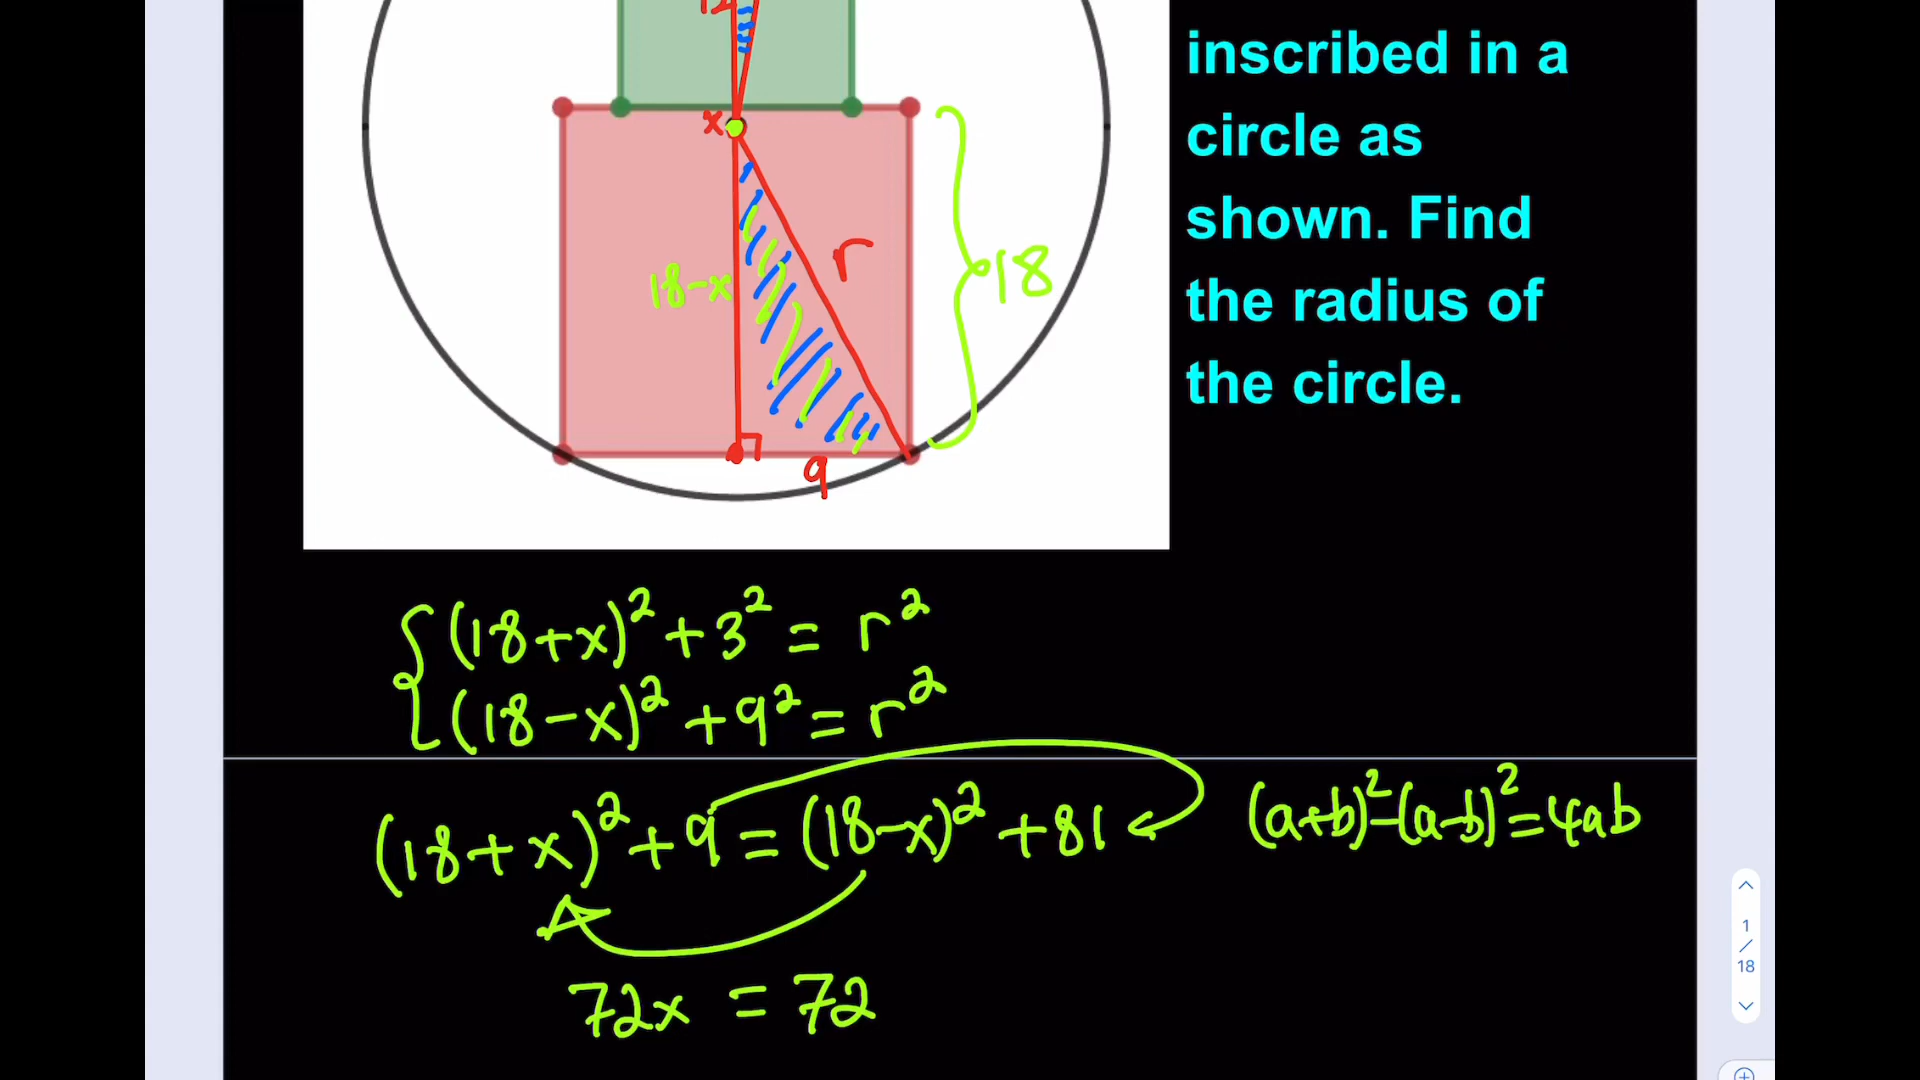 12
inscribed in a
circle as
shown. Find
the radius of
the circle.
x
r
18-x
18
9
(18+x)² + 3² = r²
(18-x)² + 9² = r²
(18+x)² + 9 = (18-x)² + 81
(a+b)²-(a-b)²=4ab
72x = 72
1
/
18